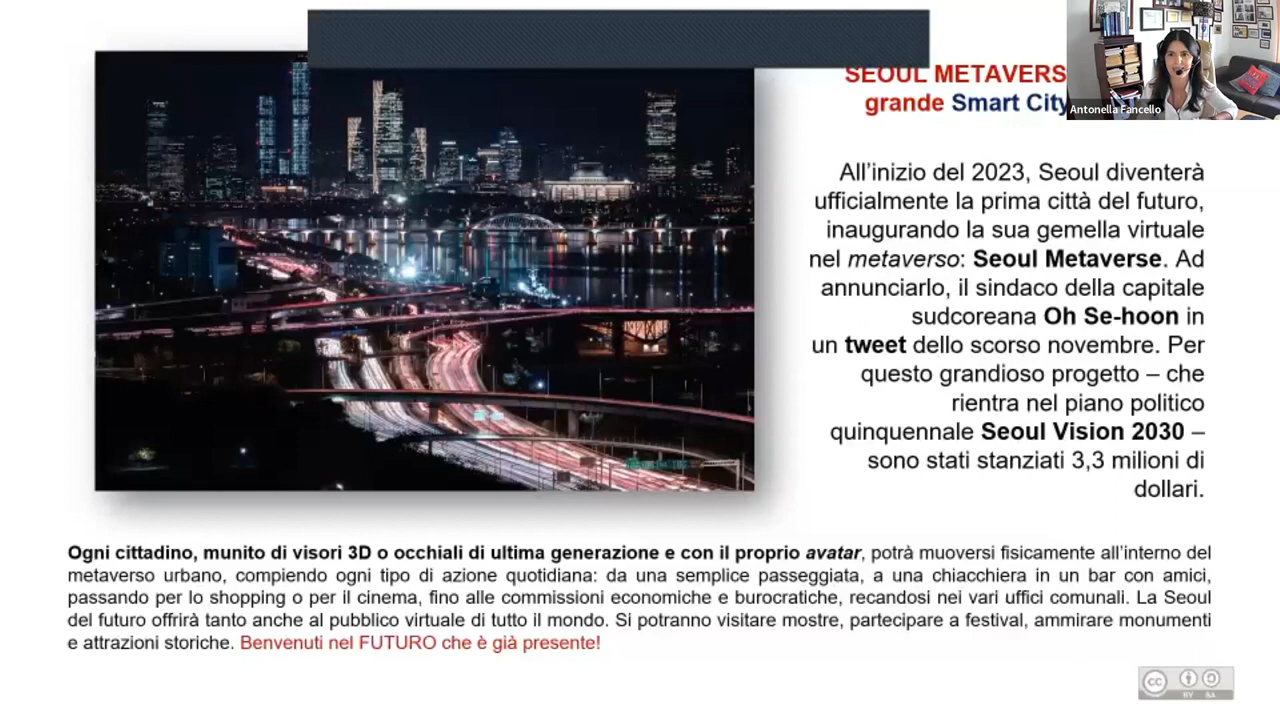 SEOUL METAVERS
grande Smart City
Antonella Fancello
All'inizio del 2023, Seoul diventerà
ufficialmente la prima città del futuro,
inaugurando la sua gemella virtuale
nel metaverso: Seoul Metaverse. Ad
annunciarlo, il sindaco della capitale
sudcoreana Oh Se-hoon in
un tweet dello scorso novembre. Per
questo grandioso progetto – che
rientra nel piano politico
quinquennale Seoul Vision 2030 –
sono stati stanziati 3,3 milioni di
dollari.
Ogni cittadino, munito di visori 3D o occhiali di ultima generazione e con il proprio avatar, potrà muoversi fisicamente all'interno del
metaverso urbano, compiendo ogni tipo di azione quotidiana: da una semplice passeggiata, a una chiacchiera in un bar con amici,
passando per lo shopping o per il cinema, fino alle commissioni economiche e burocratiche, recandosi nei vari uffici comunali. La Seoul
del futuro offrirà tanto anche al pubblico virtuale di tutto il mondo. Si potranno visitare mostre, partecipare a festival, ammirare monumenti
e attrazioni storiche. Benvenuti nel FUTURO che è già presente!
cc
BY SA